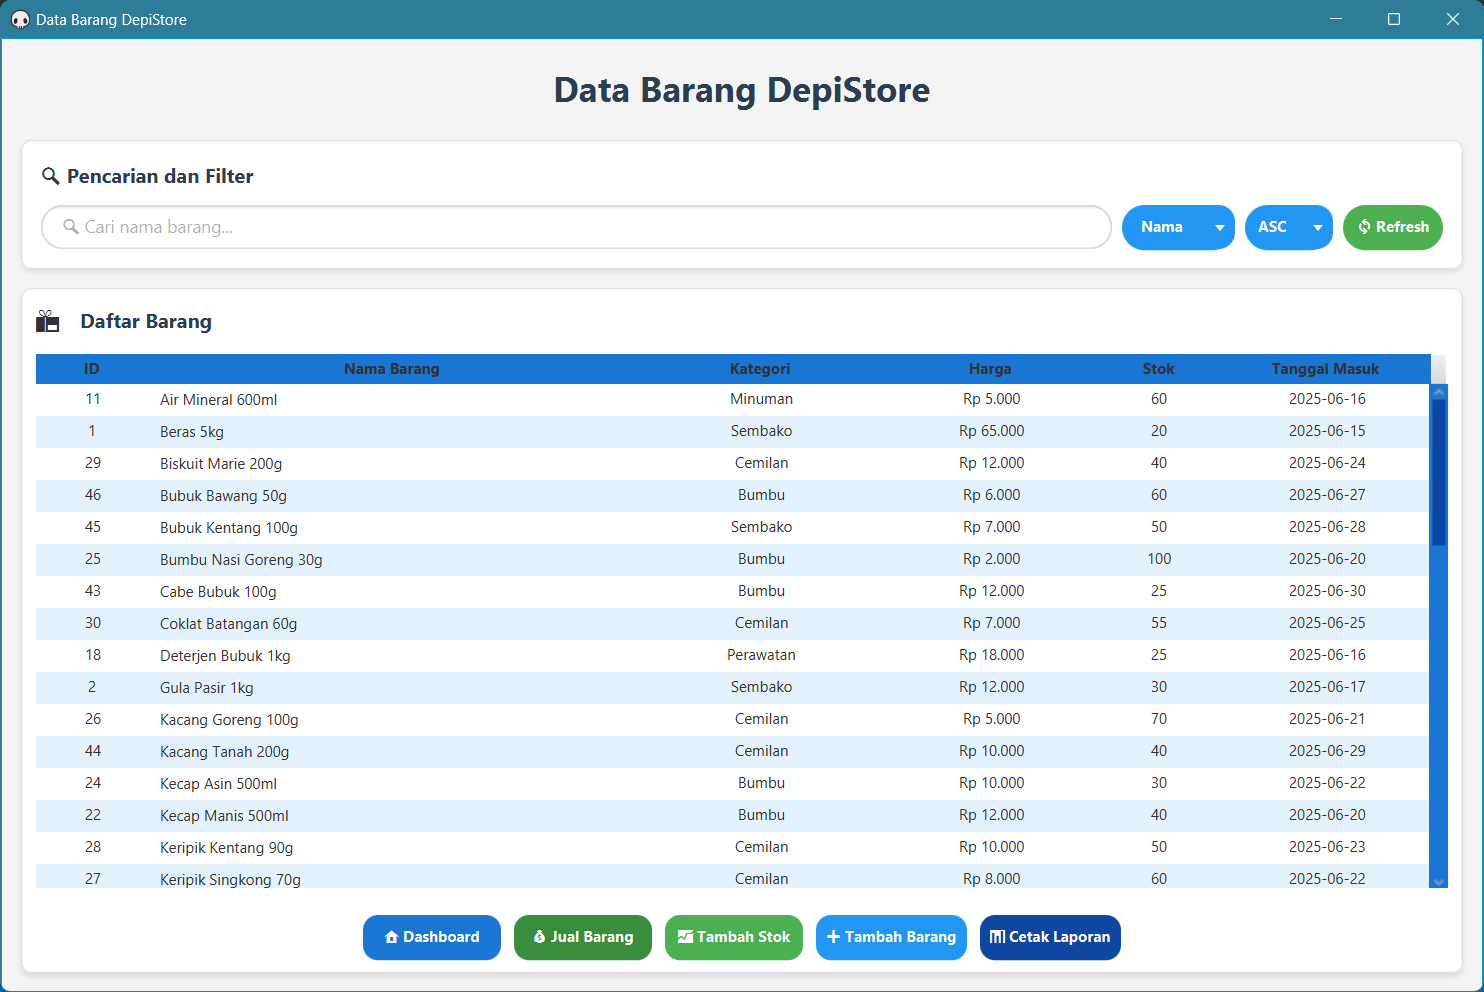 Data Barang DepiStore
Data Barang DepiStore
Pencarian dan Filter
Cari nama barang...
Nama
ASC
Refresh
Daftar Barang
ID Nama Barang Kategori Harga Stok Tanggal Masuk
11 Air Mineral 600ml Minuman Rp 5.000 60 2025-06-16
1 Beras 5kg Sembako Rp 65.000 20 2025-06-15
29 Biskuit Marie 200g Cemilan Rp 12.000 40 2025-06-24
46 Bubuk Bawang 50g Bumbu Rp 6.000 60 2025-06-27
45 Bubuk Kentang 100g Sembako Rp 7.000 50 2025-06-28
25 Bumbu Nasi Goreng 30g Bumbu Rp 2.000 100 2025-06-20
43 Cabe Bubuk 100g Bumbu Rp 12.000 25 2025-06-30
30 Coklat Batangan 60g Cemilan Rp 7.000 55 2025-06-25
18 Deterjen Bubuk 1kg Perawatan Rp 18.000 25 2025-06-16
2 Gula Pasir 1kg Sembako Rp 12.000 30 2025-06-17
26 Kacang Goreng 100g Cemilan Rp 5.000 70 2025-06-21
44 Kacang Tanah 200g Cemilan Rp 10.000 40 2025-06-29
24 Kecap Asin 500ml Bumbu Rp 10.000 30 2025-06-22
22 Kecap Manis 500ml Bumbu Rp 12.000 40 2025-06-20
28 Keripik Kentang 90g Cemilan Rp 10.000 50 2025-06-23
27 Keripik Singkong 70g Cemilan Rp 8.000 60 2025-06-22
Dashboard
Jual Barang
Tambah Stok
Tambah Barang
Cetak Laporan